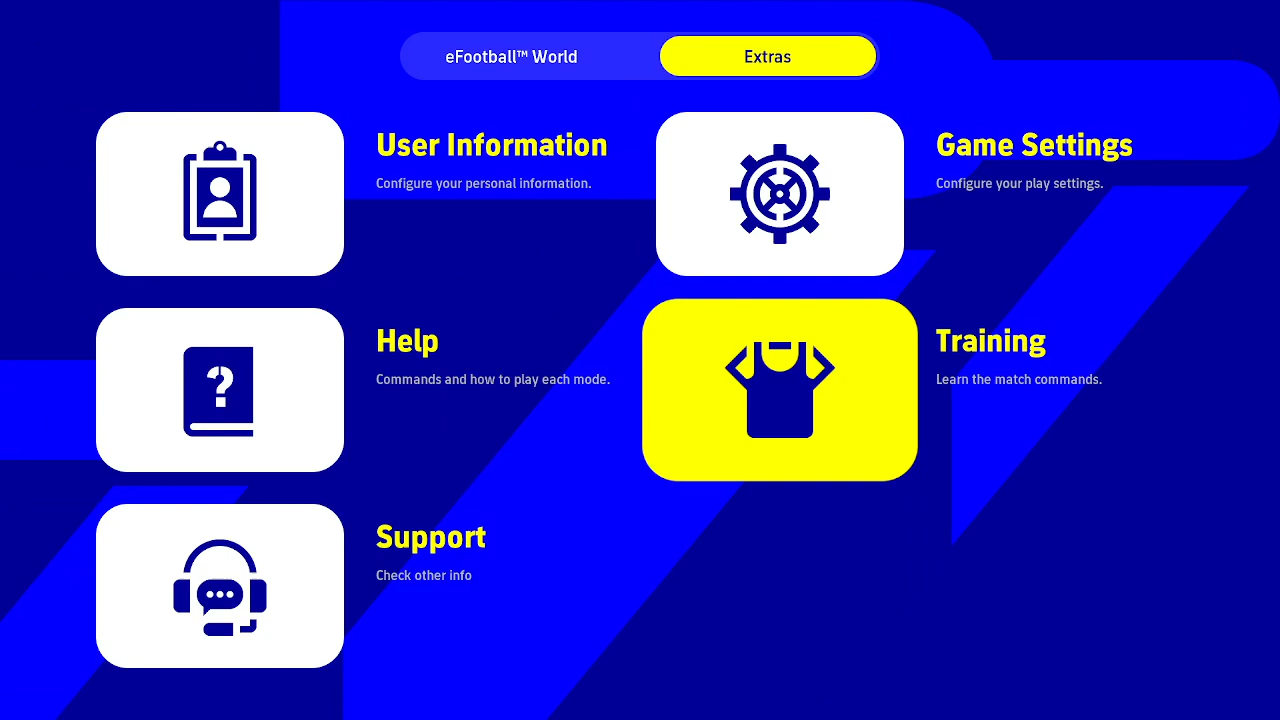 eFootball™ World
Extras
User Information
Configure your personal information.
Game Settings
Configure your play settings.
Help
Commands and how to play each mode.
Training
Learn the match commands.
Support
Check other info